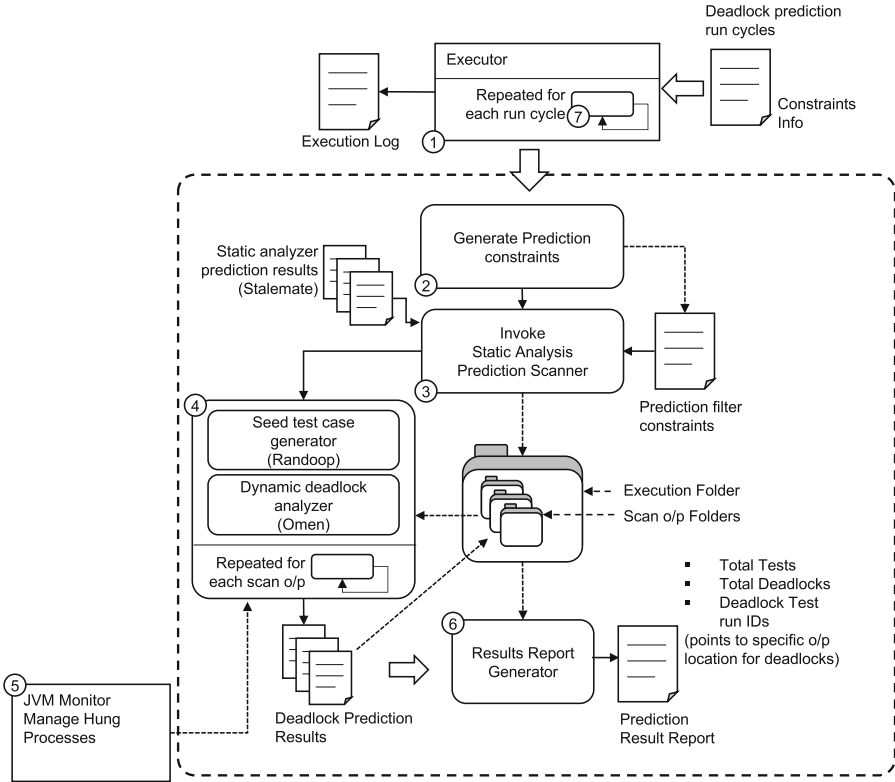 Deadlock prediction
run cycles
Executor
Repeated for
each run cycle
7
Constraints
Info
Execution Log
1
Generate Prediction
constraints
Static analyzer
prediction results
(Stalemate)
2
Invoke
Static Analysis
Prediction Scanner
3
Prediction filter
constraints
4
Seed test case
generator
(Randoop)
Dynamic deadlock
analyzer
(Omen)
Execution Folder
Scan o/p Folders
Repeated for
each scan o/p
▪ Total Tests
▪ Total Deadlocks
▪ Deadlock Test
run IDs
(points to specific o/p
location for deadlocks)
6
Results Report
Generator
5
JVM Monitor
Manage Hung
Processes
Deadlock Prediction
Results
Prediction
Result Report